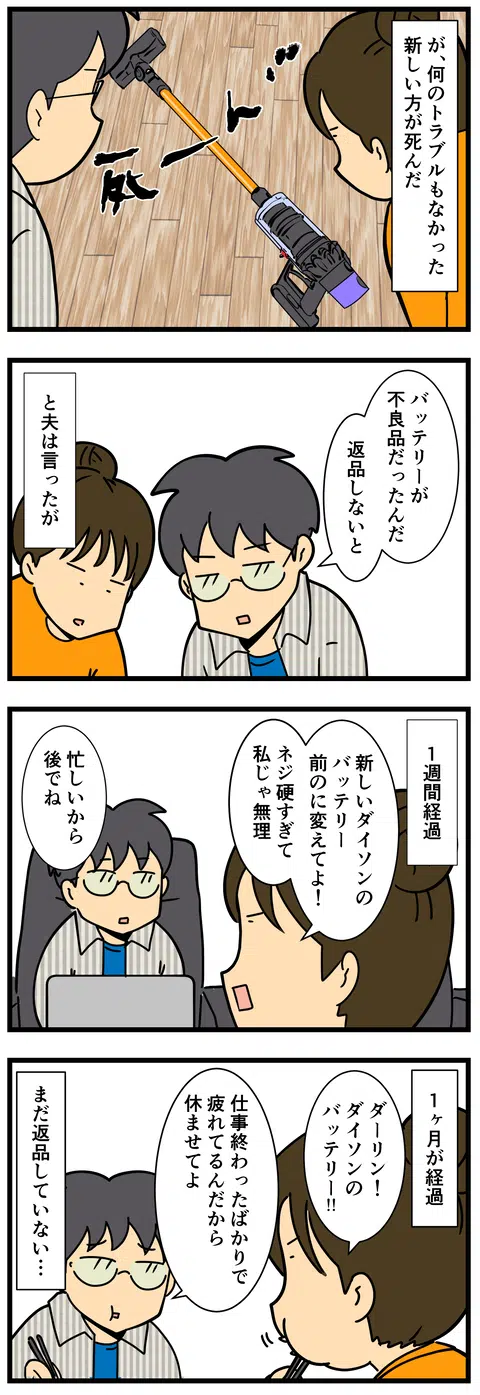 が、何のトラブルもなかった
新しい方が死んだ
死ーん…
バッテリーが
不良品だったんだ
返品しないと
と夫は言ったが
1週間経過
新しいダイソンの
バッテリー
前のに変えてよ！
ネジ硬すぎて
私じゃ無理
忙しいから
後でね
1ヶ月が経過
ダーリン！
ダイソンの
バッテリー!!
仕事終わったばかりで
疲れてるんだから
休ませてよ
まだ返品していない…